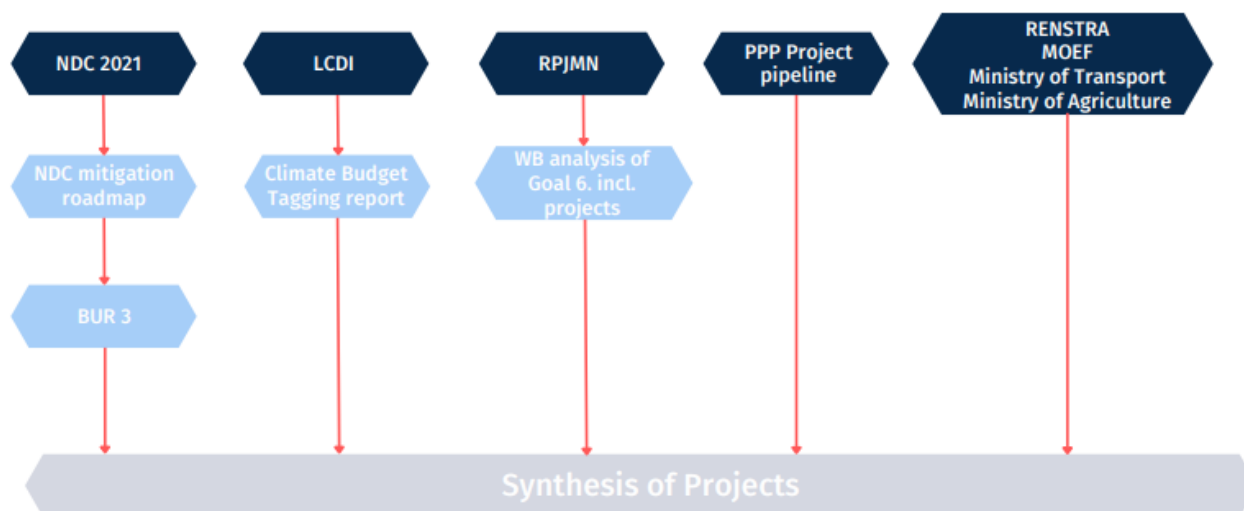 NDC 2021
LCDI
RPJMN
PPP Project
pipeline
RENSTRA
MOEF
Ministry of Transport
Ministry of Agriculture
NDC mitigation
roadmap
Climate Budget
Tagging report
WB analysis of
Goal 6. incl.
projects
BUR 3
Synthesis of Projects